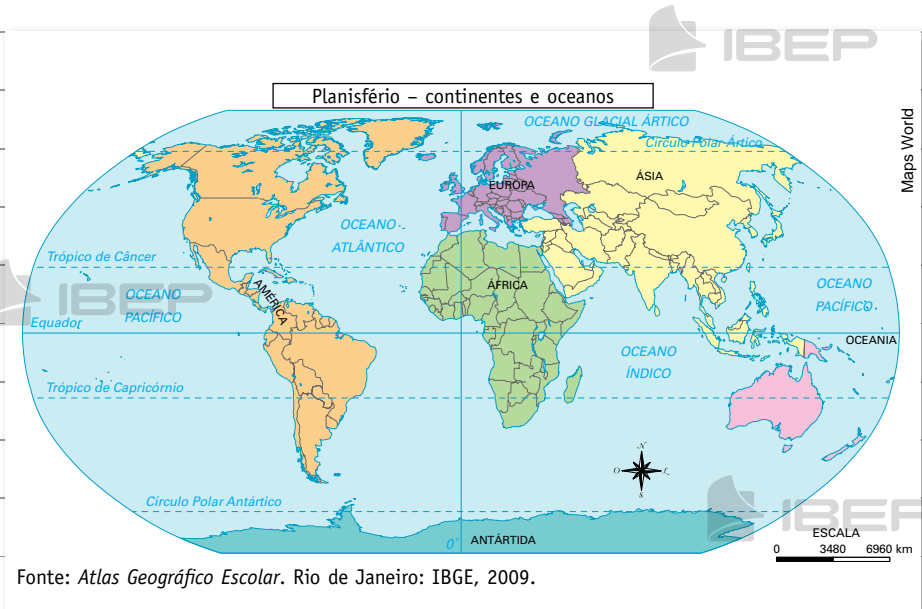 IBEP
Planisfério – continentes e oceanos
Maps World
OCEANO GLACIAL ÁRTICO
Círculo Polar Ártico
EUROPA
ÁSIA
OCEANO
ATLÂNTICO
Trópico de Câncer
ÁFRICA
AMÉRICA
OCEANO
PACÍFICO
OCEANO
PACÍFICO
IBEP
Equador
OCEANIA
OCEANO
ÍNDICO
Trópico de Capricórnio
N
O
L
S
Círculo Polar Antártico
IBEP
0°
ANTÁRTIDA
ESCALA
0 3480 6960 km
Fonte: Atlas Geográfico Escolar. Rio de Janeiro: IBGE, 2009.